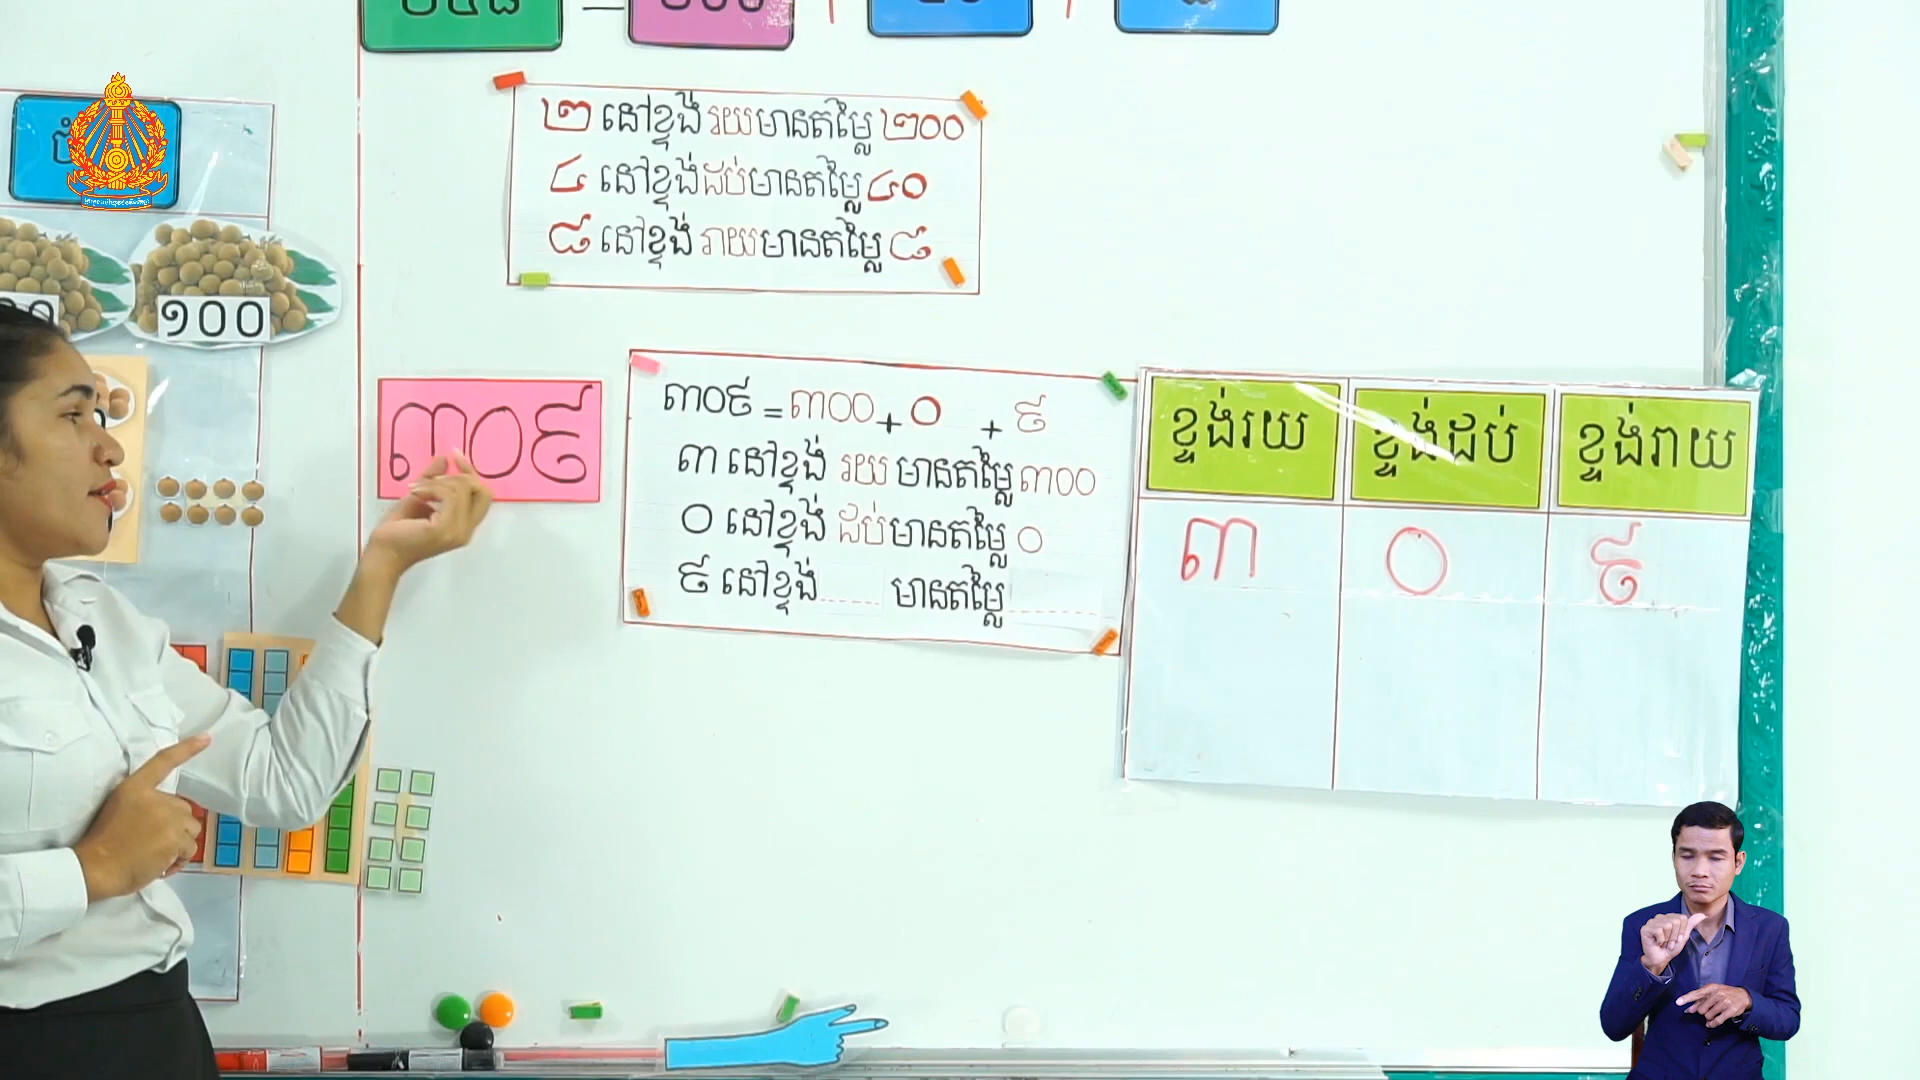 ២ នៅខ្ទង់ រយមានតម្លៃ ២០០
៤ នៅខ្ទង់ដប់មានតម្លៃ ៤០
៨ នៅខ្ទង់ រាយមានតម្លៃ ៨
១០០
៣០៩
៣០៩ = ៣០០ + ០ + ៩
៣ នៅខ្ទង់ រយ មានតម្លៃ ៣០០
០ នៅខ្ទង់ ដប់មានតម្លៃ ០
៩ នៅខ្ទង់ ...... មានតម្លៃ ..........
ខ្ទង់រយ ខ្ទង់ដប់ ខ្ទង់រាយ
៣ ០ ៩